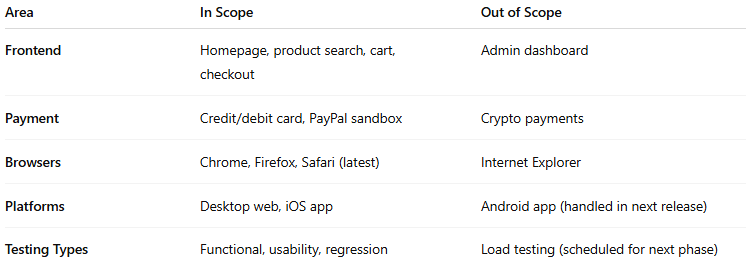 Area In Scope Out of Scope
Frontend Homepage, product search, cart, Admin dashboard
checkout
Payment Credit/debit card, PayPal sandbox Crypto payments
Browsers Chrome, Firefox, Safari (latest) Internet Explorer
Platforms Desktop web, iOS app Android app (handled in next release)
Testing Types Functional, usability, regression Load testing (scheduled for next phase)